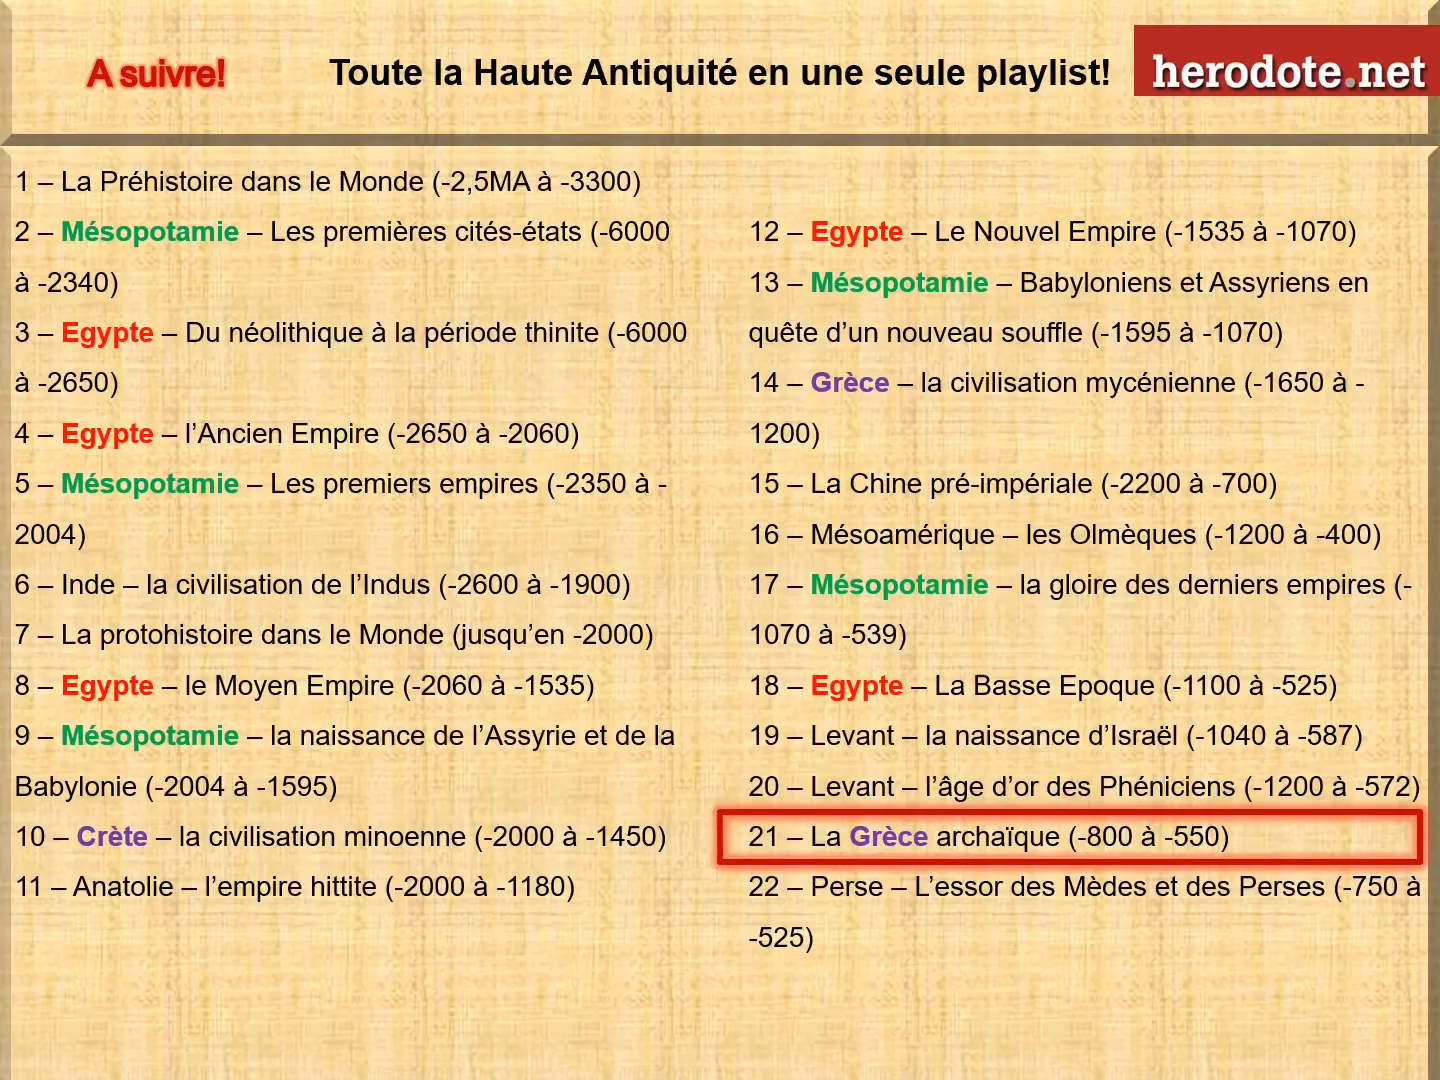 A suivre!
Toute la Haute Antiquité en une seule playlist!
herodote.net
1 – La Préhistoire dans le Monde (-2,5MA à -3300)
2 – Mésopotamie – Les premières cités-états (-6000
à -2340)
3 – Egypte – Du néolithique à la période thinite (-6000
à -2650)
4 – Egypte – l’Ancien Empire (-2650 à -2060)
5 – Mésopotamie – Les premiers empires (-2350 à -
2004)
6 – Inde – la civilisation de l’Indus (-2600 à -1900)
7 – La protohistoire dans le Monde (jusqu’en -2000)
8 – Egypte – le Moyen Empire (-2060 à -1535)
9 – Mésopotamie – la naissance de l’Assyrie et de la
Babylonie (-2004 à -1595)
10 – Crète – la civilisation minoenne (-2000 à -1450)
11 – Anatolie – l’empire hittite (-2000 à -1180)
12 – Egypte – Le Nouvel Empire (-1535 à -1070)
13 – Mésopotamie – Babyloniens et Assyriens en
quête d’un nouveau souffle (-1595 à -1070)
14 – Grèce – la civilisation mycénienne (-1650 à -
1200)
15 – La Chine pré-impériale (-2200 à -700)
16 – Mésoamérique – les Olmèques (-1200 à -400)
17 – Mésopotamie – la gloire des derniers empires (-
1070 à -539)
18 – Egypte – La Basse Epoque (-1100 à -525)
19 – Levant – la naissance d’Israël (-1040 à -587)
20 – Levant – l’âge d’or des Phéniciens (-1200 à -572)
21 – La Grèce archaïque (-800 à -550)
22 – Perse – L’essor des Mèdes et des Perses (-750 à
-525)